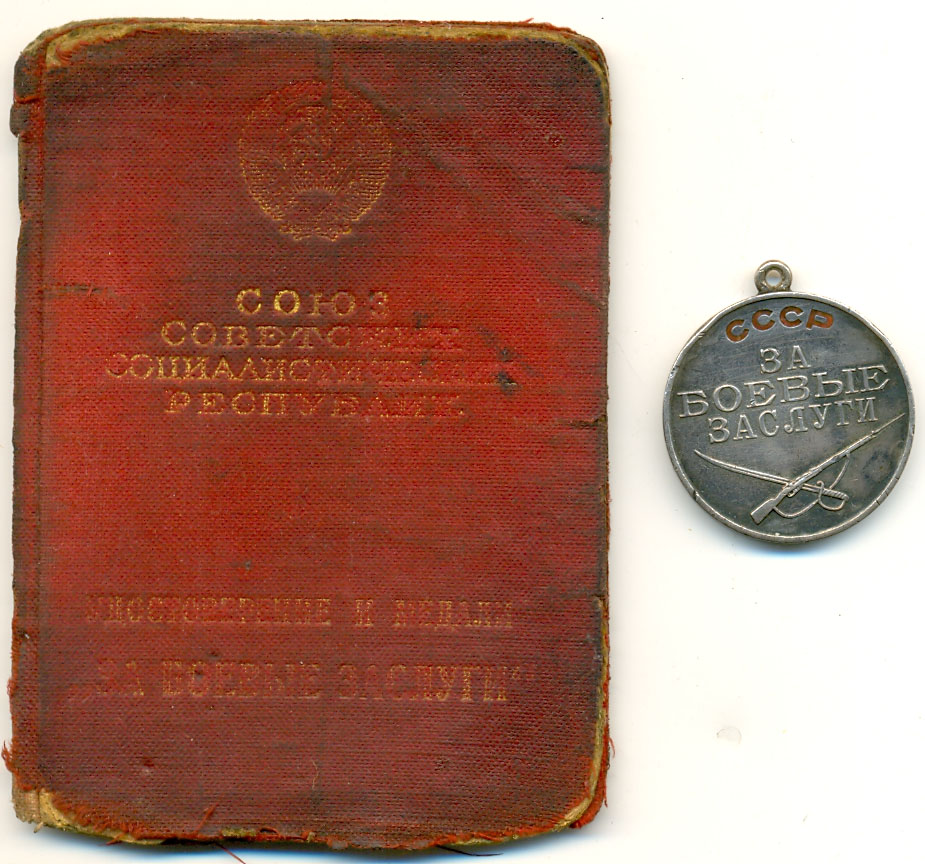 СОЮЗ
СОВЕТСКИХ
СОЦИАЛИСТИЧЕСКИХ
РЕСПУБЛИК
УДОСТОВЕРЕНИЕ К МЕДАЛИ
„ЗА БОЕВЫЕ ЗАСЛУГИ“
СССР
ЗА
БОЕВЫЕ
ЗАСЛУГИ